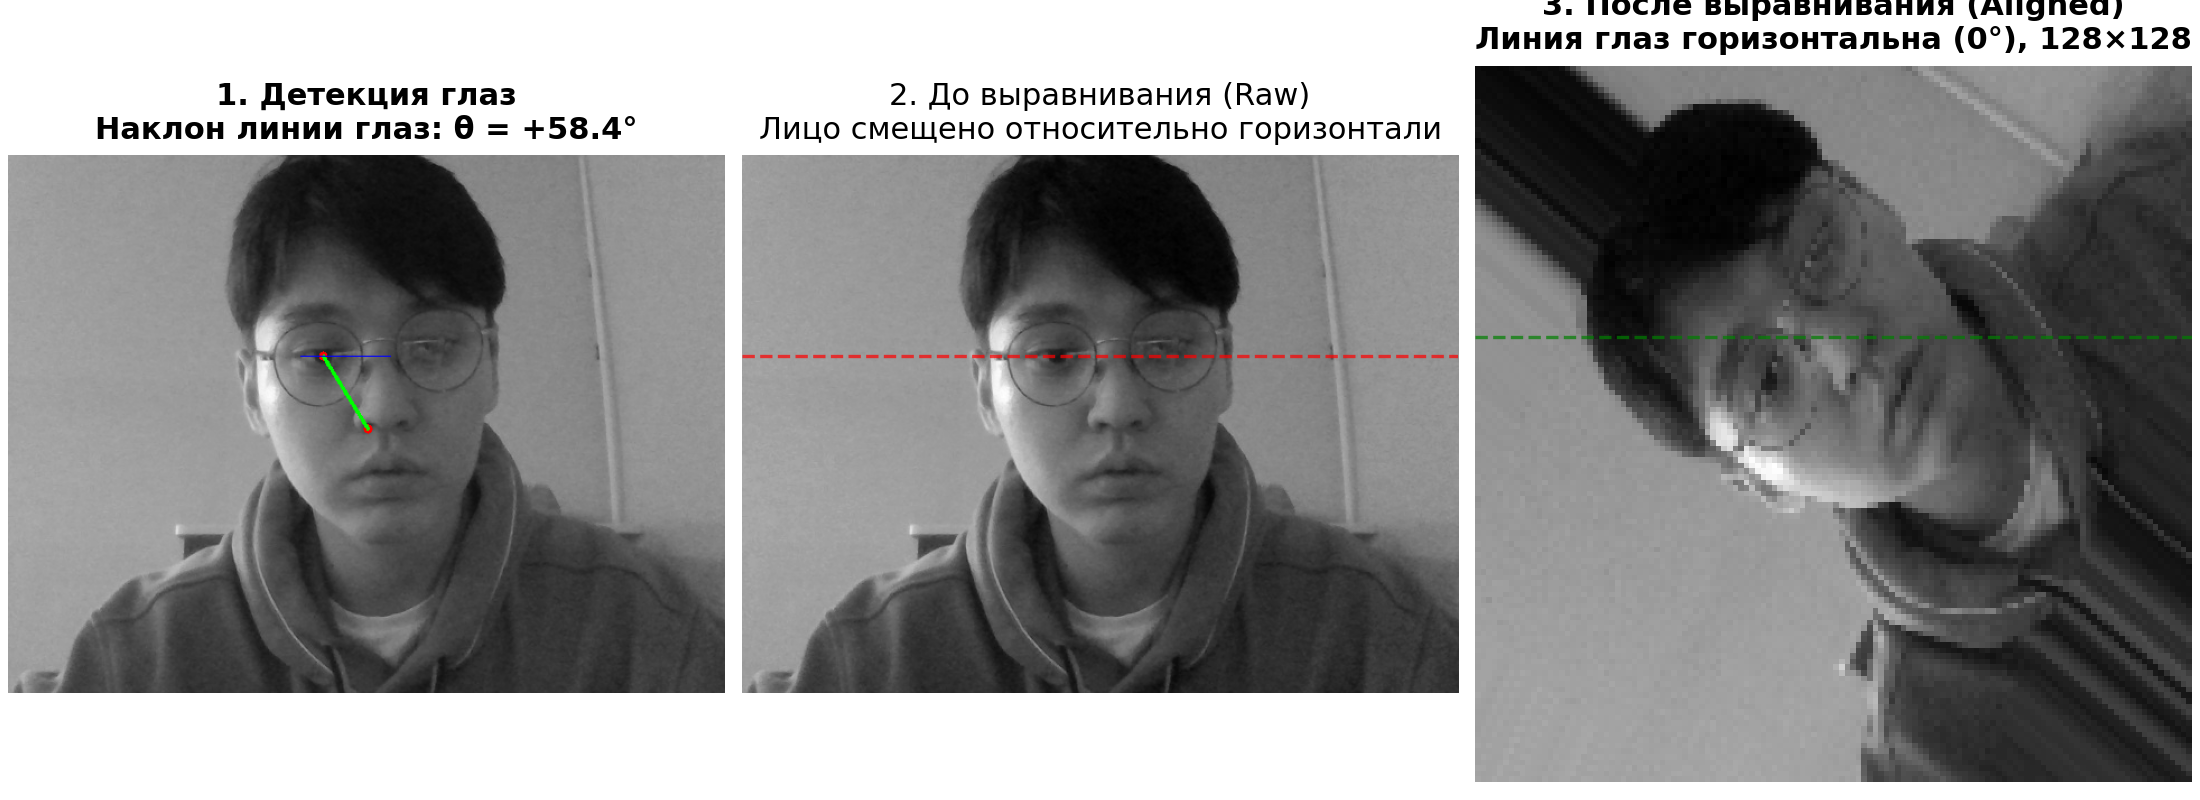 1. Детекция глаз
Наклон линии глаз: θ = +58.4°
2. До выравнивания (Raw)
Лицо смещено относительно горизонтали
3. После выравнивания (Aligned)
Линия глаз горизонтальна (0°), 128×128